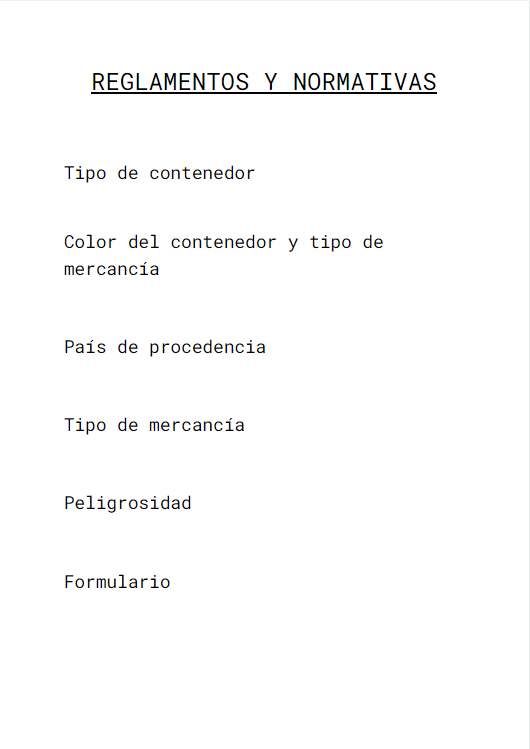 REGLAMENTOS Y NORMATIVAS
Tipo de contenedor
Color del contenedor y tipo de
mercancía
País de procedencia
Tipo de mercancía
Peligrosidad
Formulario